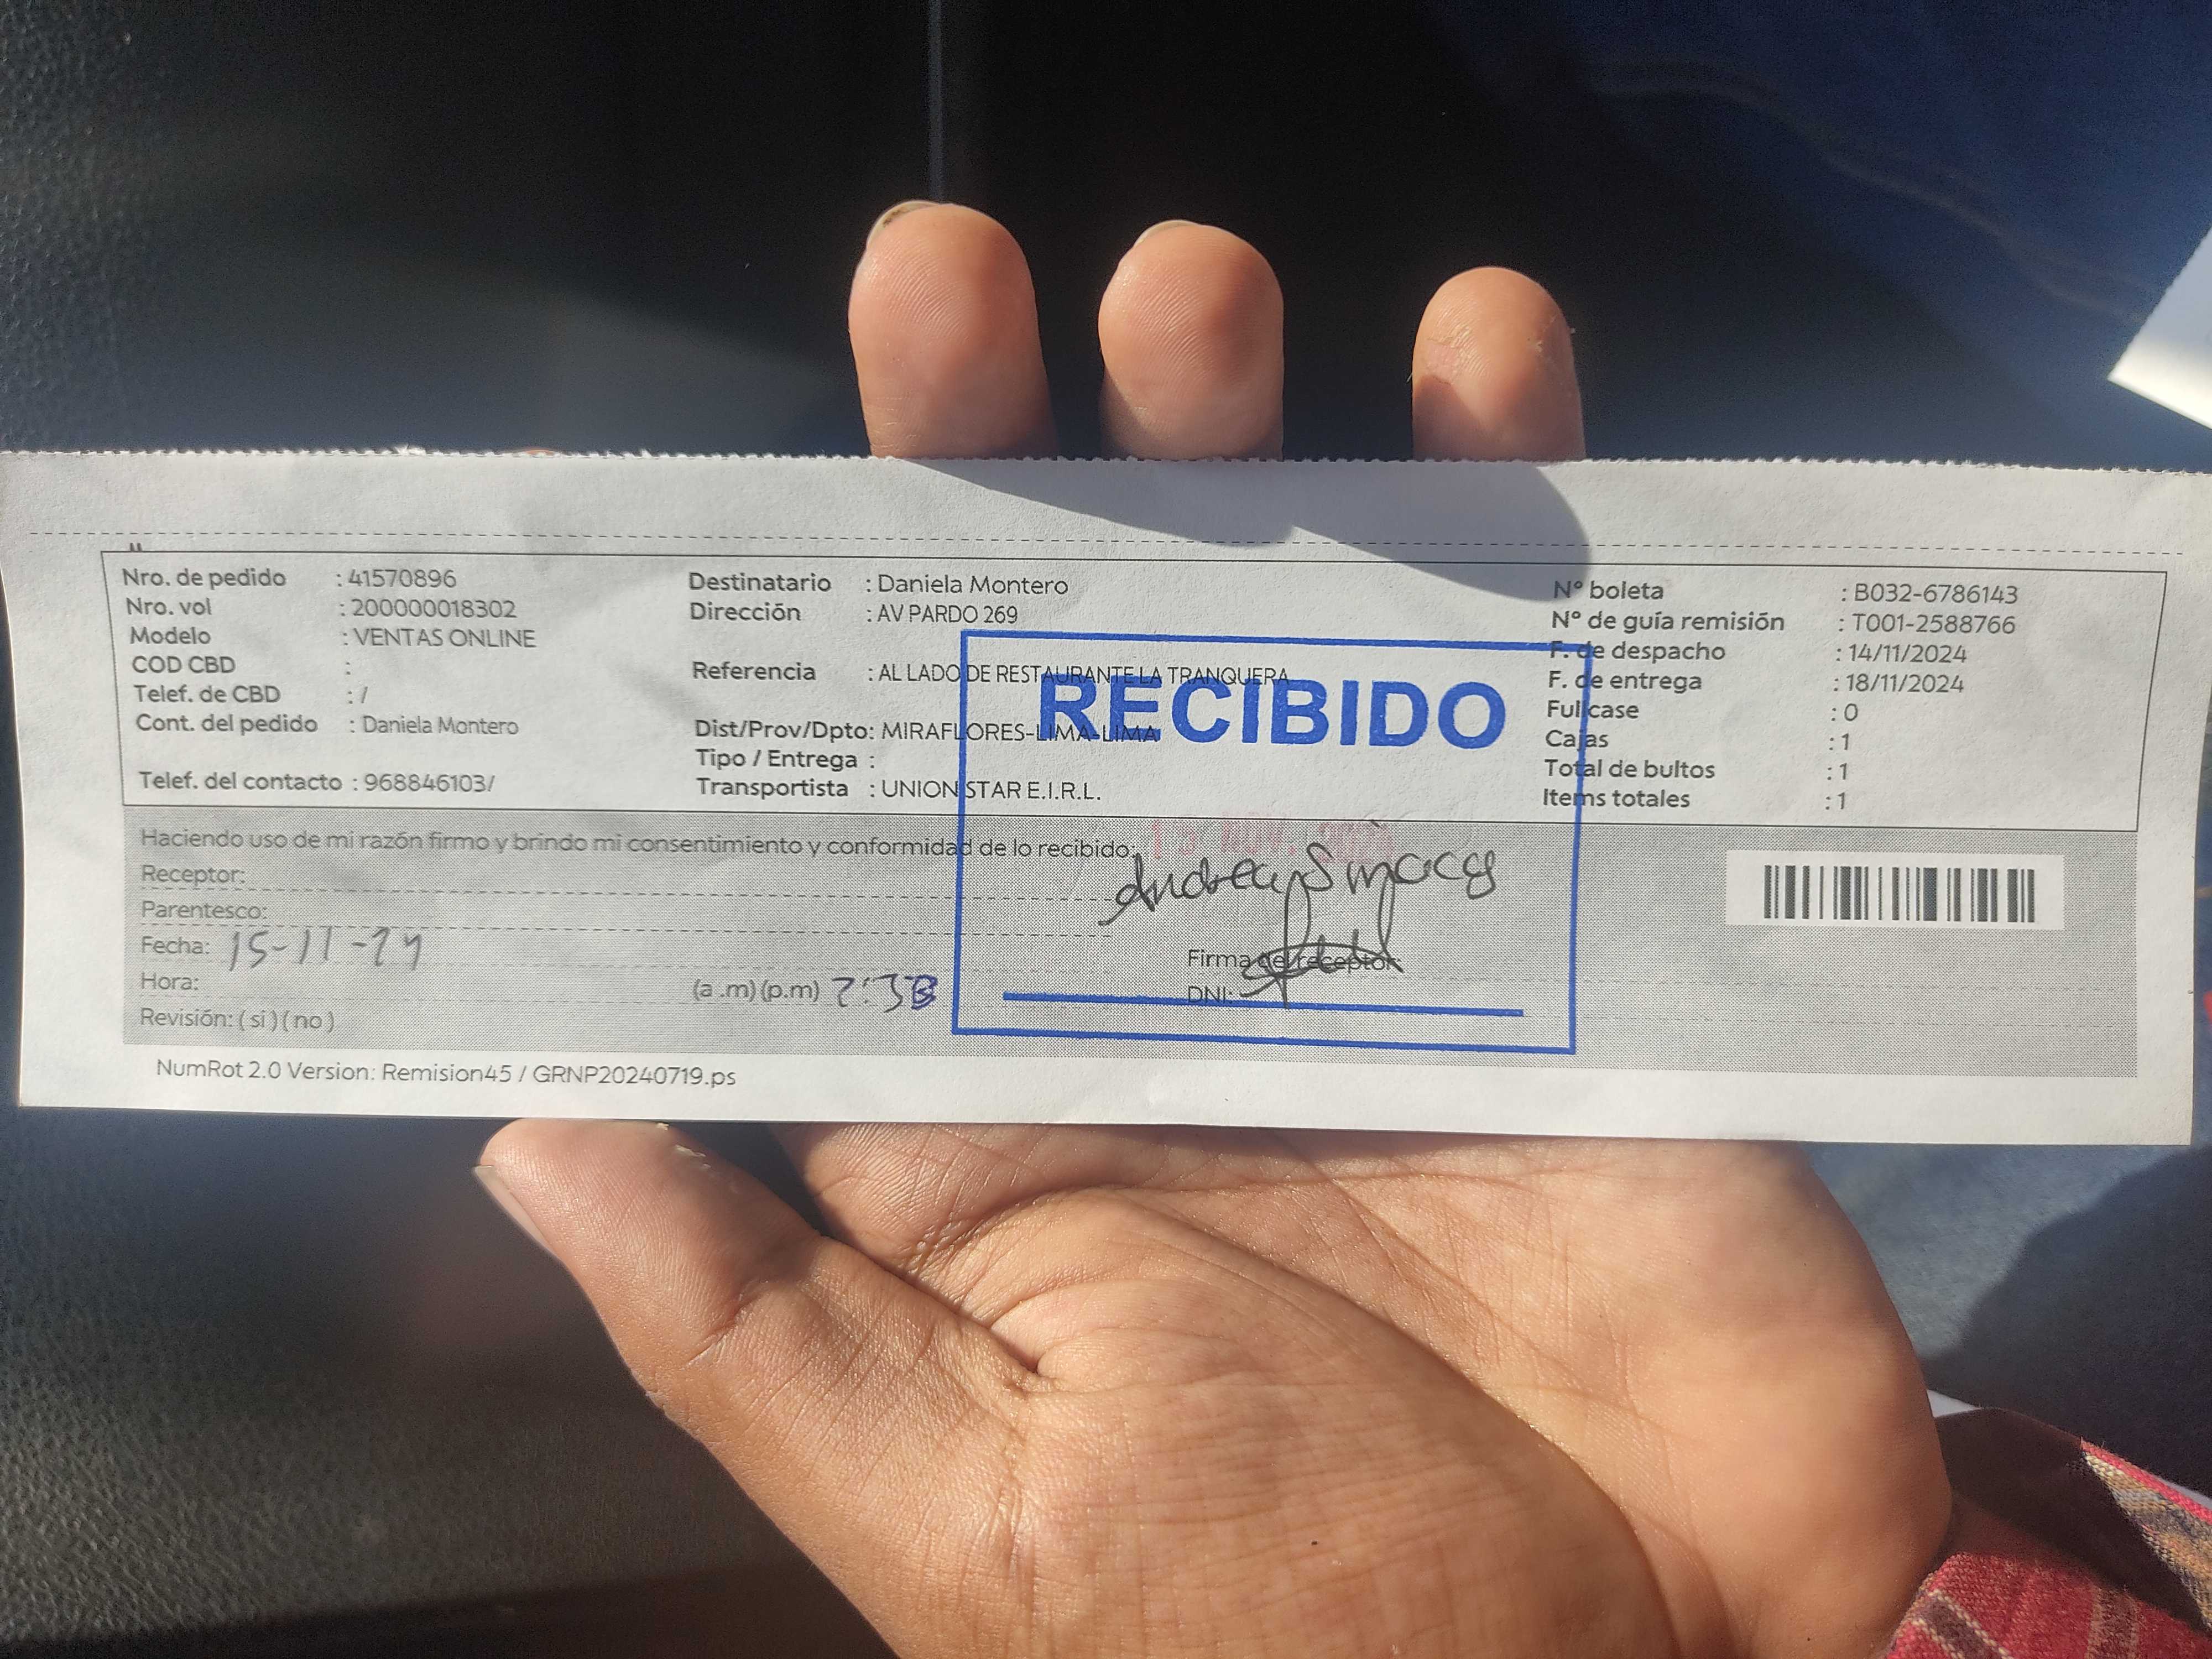 Nro. de pedido : 41570896
Nro. vol : 200000018302
Modelo : VENTAS ONLINE
COD CBD :
Telef. de CBD : /
Cont. del pedido : Daniela Montero
Telef. del contacto : 968846103/
Destinatario : Daniela Montero
Dirección : AV PARDO 269
Referencia : AL LADO DE RESTAURANTE LA TRANQUERA
Dist/Prov/Dpto: MIRAFLORES-LIMA-LIMA
Tipo / Entrega :
Transportista : UNION STAR E.I.R.L.
N° boleta : B032-6786143
N° de guía remisión : T001-2588766
F. de despacho : 14/11/2024
F. de entrega : 18/11/2024
Fullcase : 0
Cajas : 1
Total de bultos : 1
Items totales : 1
RECIBIDO
Haciendo uso de mi razón firmo y brindo mi consentimiento y conformidad de lo recibido:
Receptor:
Parentesco:
Fecha: 15-11-24
Hora: (a .m) (p.m) 2:38
Revisión: ( si ) ( no )
NOV.
Firma del receptor:
DNI:
NumRot 2.0 Version: Remision45 / GRNP20240719.ps